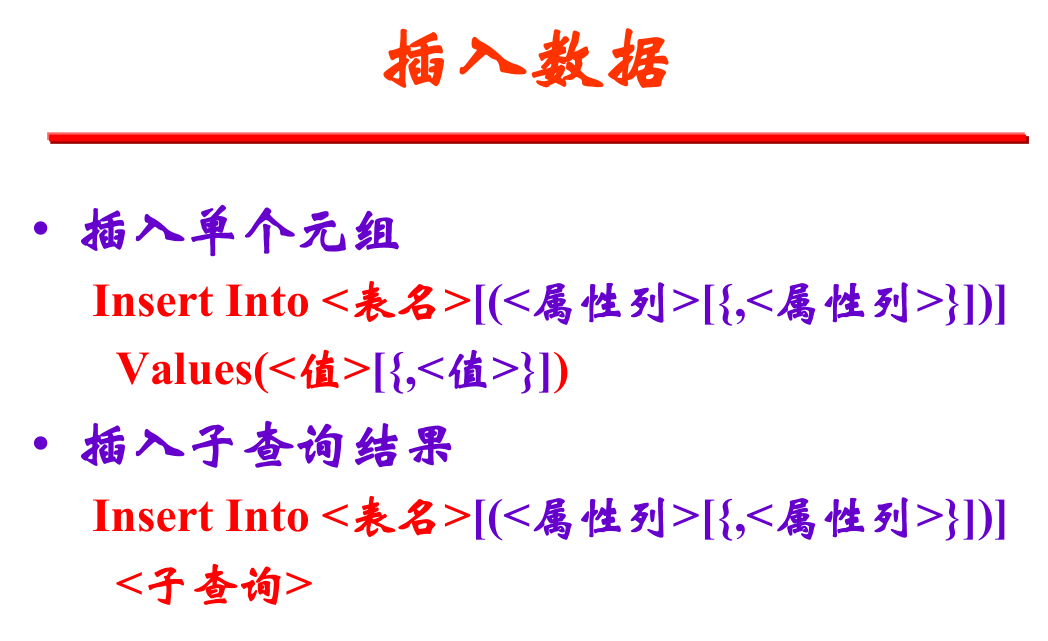 插入数据
• 插入单个元组
Insert Into <表名>[(<属性列>[{,<属性列>}])]
Values(<值>[{,<值>}])
• 插入子查询结果
Insert Into <表名>[(<属性列>[{,<属性列>}])]
<子查询>